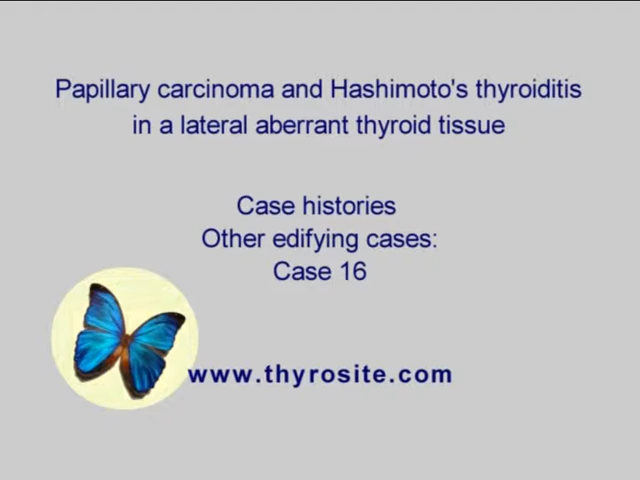 Papillary carcinoma and Hashimoto's thyroiditis
in a lateral aberrant thyroid tissue
Case histories
Other edifying cases:
Case 16
www.thyrosite.com